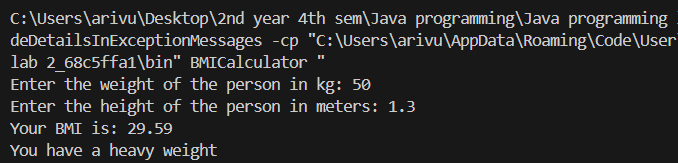 C:\Users\arivu\Desktop\2nd year 4th sem\Java programming\Java programming
deDetailsInExceptionMessages -cp "C:\Users\arivu\AppData\Roaming\Code\User
lab 2_68c5ffa1\bin" BMICalculator "
Enter the weight of the person in kg: 50
Enter the height of the person in meters: 1.3
Your BMI is: 29.59
You have a heavy weight